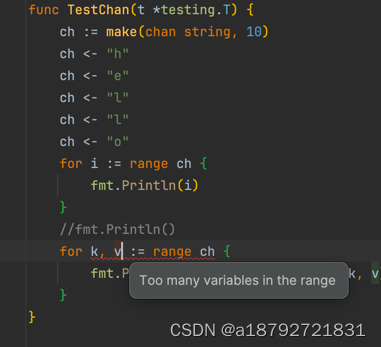 func TestChan(t *testing.T) {
ch := make(chan string, 10)
ch <- "h"
ch <- "e"
ch <- "l"
ch <- "l"
ch <- "o"
for i := range ch {
fmt.Println(i)
}
//fmt.Println()
for k, v := range ch {
fmt.P k, v
Too many variables in the range
}
}
CSDN @a18792721831